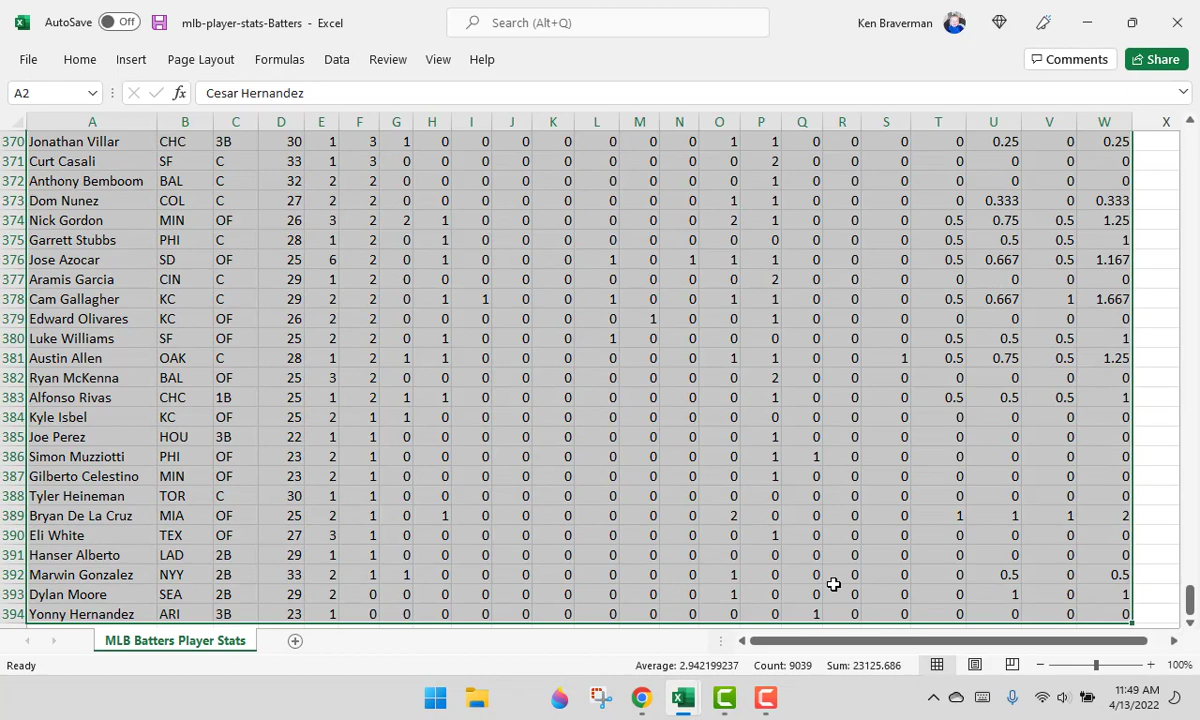 AutoSave Off mlb-player-stats-Batters - Excel Search (Alt+Q) Ken Braverman
File Home Insert Page Layout Formulas Data Review View Help Comments Share
A2 fx Cesar Hernandez
A B C D E F G H I J K L M N O P Q R S T U V W X
370 Jonathan Villar CHC 3B 30 1 3 1 0 0 0 0 0 0 0 1 1 0 0 0 0 0.25 0 0.25
371 Curt Casali SF C 33 1 3 0 0 0 0 0 0 0 0 0 2 0 0 0 0 0 0 0
372 Anthony Bemboom BAL C 32 2 2 0 0 0 0 0 0 0 0 0 1 0 0 0 0 0 0 0
373 Dom Nunez COL C 27 2 2 0 0 0 0 0 0 0 0 1 1 0 0 0 0 0.333 0 0.333
374 Nick Gordon MIN OF 26 3 2 2 1 0 0 0 0 0 0 2 1 0 0 0 0.5 0.75 0.5 1.25
375 Garrett Stubbs PHI C 28 1 2 0 1 0 0 0 0 0 0 0 1 0 0 0 0.5 0.5 0.5 1
376 Jose Azocar SD OF 25 6 2 0 1 0 0 0 1 0 1 1 1 0 0 0 0.5 0.667 0.5 1.167
377 Aramis Garcia CIN C 29 1 2 0 0 0 0 0 0 0 0 0 2 0 0 0 0 0 0 0
378 Cam Gallagher KC C 29 2 2 0 1 1 0 0 1 0 0 1 1 0 0 0 0.5 0.667 1 1.667
379 Edward Olivares KC OF 26 2 2 0 0 0 0 0 0 1 0 0 1 0 0 0 0 0 0 0
380 Luke Williams SF OF 25 2 2 0 1 0 0 0 1 0 0 0 0 0 0 0 0.5 0.5 0.5 1
381 Austin Allen OAK C 28 1 2 1 1 0 0 0 0 0 0 1 1 0 0 1 0.5 0.75 0.5 1.25
382 Ryan McKenna BAL OF 25 3 2 0 0 0 0 0 0 0 0 0 2 0 0 0 0 0 0 0
383 Alfonso Rivas CHC 1B 25 1 2 1 1 0 0 0 0 0 0 0 1 0 0 0 0.5 0.5 0.5 1
384 Kyle Isbel KC OF 25 2 1 1 0 0 0 0 0 0 0 0 0 0 0 0 0 0 0 0
385 Joe Perez HOU 3B 22 1 1 0 0 0 0 0 0 0 0 0 1 0 0 0 0 0 0 0
386 Simon Muzziotti PHI OF 23 2 1 0 0 0 0 0 0 0 0 0 1 1 0 0 0 0 0 0
387 Gilberto Celestino MIN OF 23 2 1 0 0 0 0 0 0 0 0 0 1 0 0 0 0 0 0 0
388 Tyler Heineman TOR C 30 1 1 0 0 0 0 0 0 0 0 0 0 0 0 0 0 0 0 0
389 Bryan De La Cruz MIA OF 25 2 1 0 1 0 0 0 0 0 0 2 0 0 0 0 1 1 1 2
390 Eli White TEX OF 27 3 1 0 0 0 0 0 0 0 0 0 1 0 0 0 0 0 0 0
391 Hanser Alberto LAD 2B 29 1 1 0 0 0 0 0 0 0 0 0 0 0 0 0 0 0 0 0
392 Marwin Gonzalez NYY 2B 33 2 1 1 0 0 0 0 0 0 0 1 0 0 0 0 0 0.5 0 0.5
393 Dylan Moore SEA 2B 29 2 0 0 0 0 0 0 0 0 0 1 0 0 0 0 0 1 0 1
394 Yonny Hernandez ARI 3B 23 1 0 0 0 0 0 0 0 0 0 0 0 1 0 0 0 0 0 0
MLB Batters Player Stats
Ready Average: 2.942199237 Count: 9039 Sum: 23125.686 100%
11:49 AM
4/13/2022